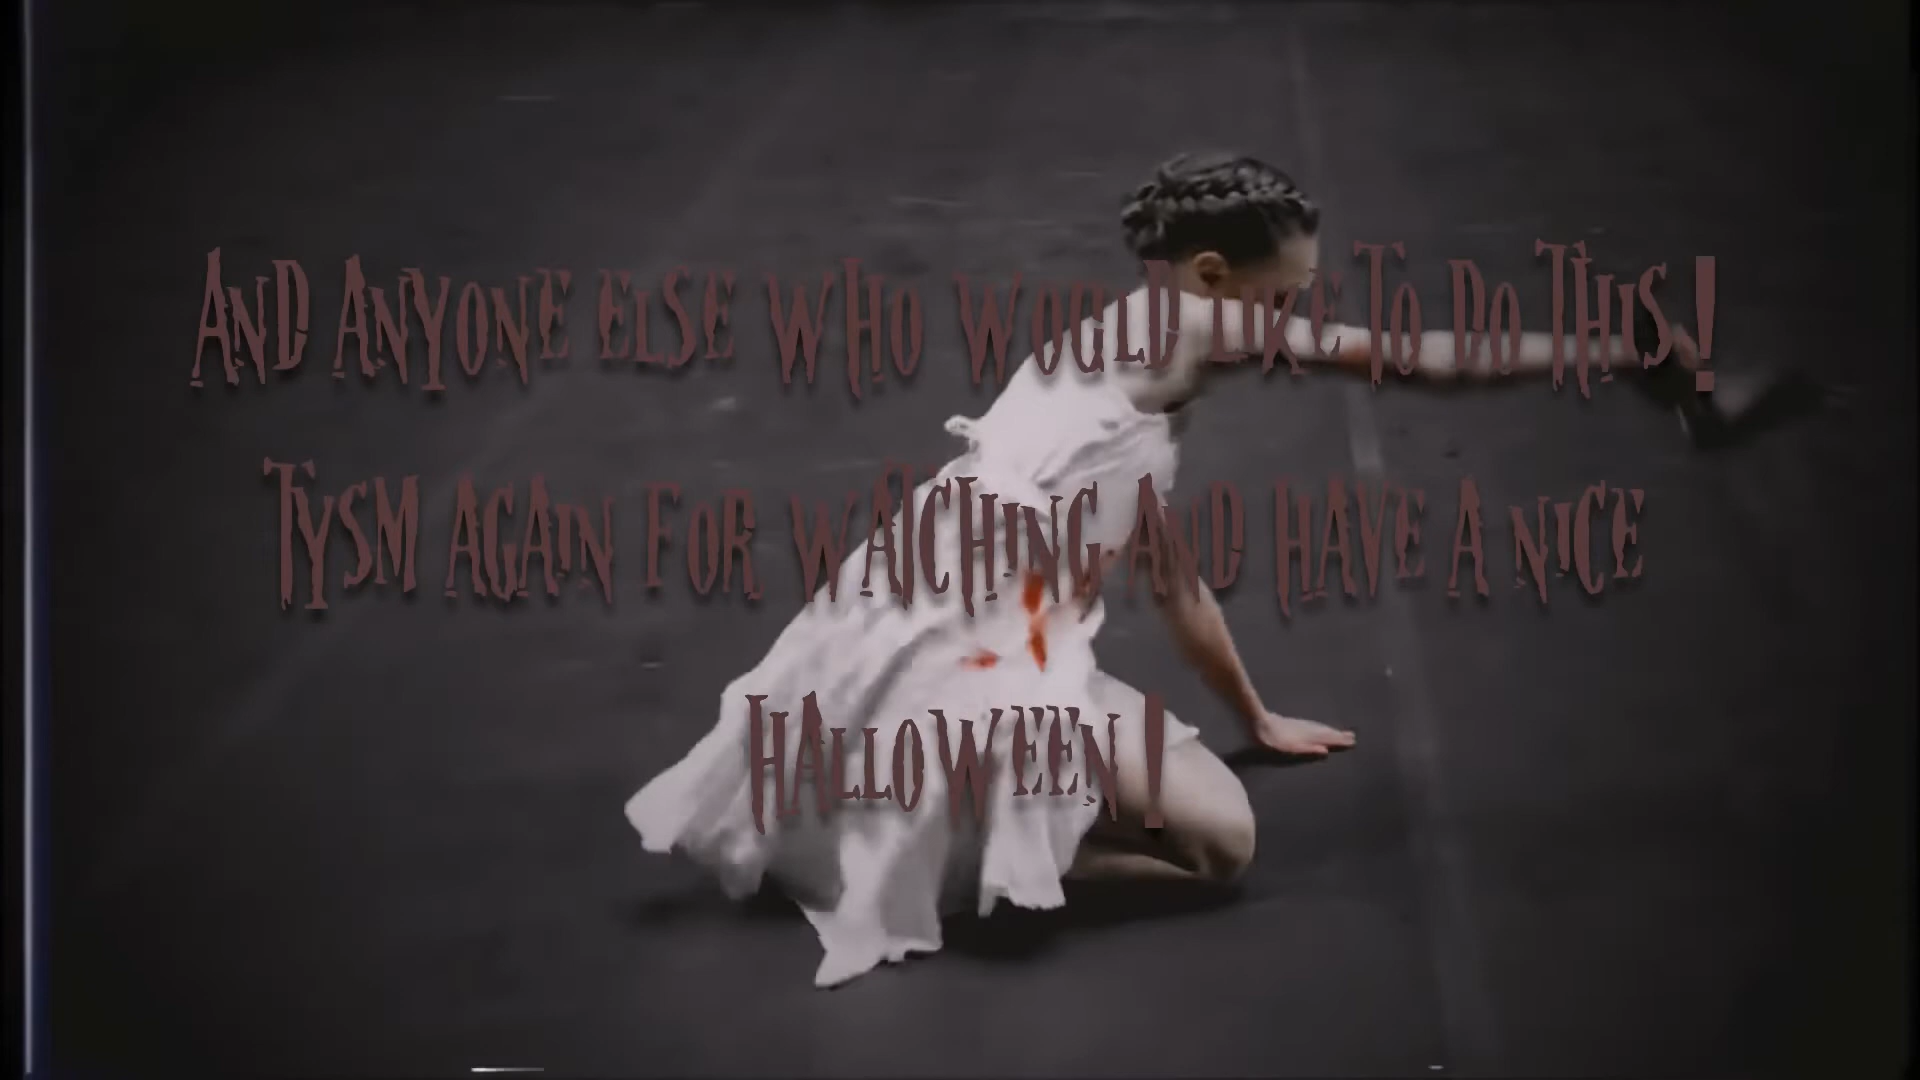 And Anyone else who would like To do This!
Tysm again for watching and have a nice
Halloween!